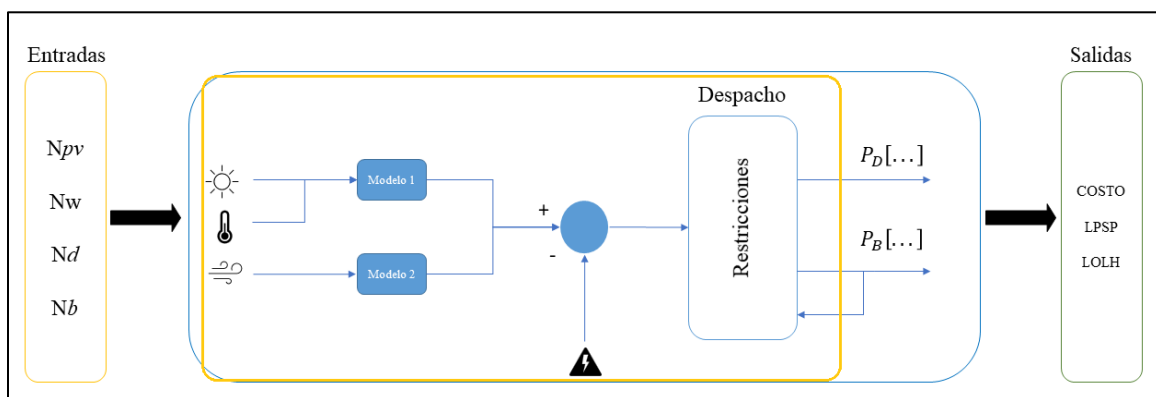 Entradas
Npv
Nw
Nd
Nb
Modelo 1
Modelo 2
+
-
Despacho
Restricciones
P_D[...]
P_B[...]
Salidas
COSTO
LPSP
LOLH